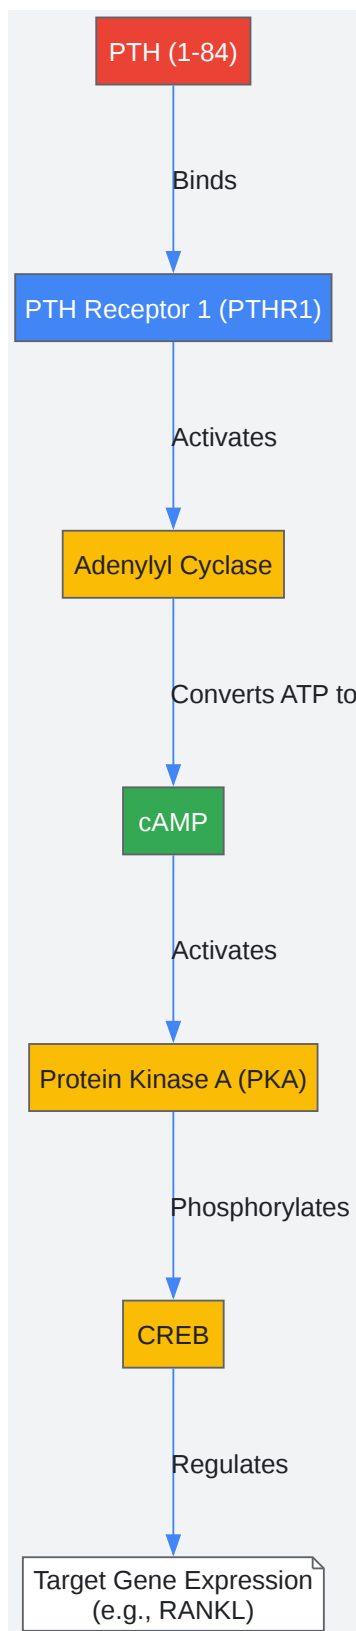 PTH (1-84)
Binds
PTH Receptor 1 (PTHR1)
Activates
Adenylyl Cyclase
Converts ATP to
cAMP
Activates
Protein Kinase A (PKA)
Phosphorylates
CREB
Regulates
Target Gene Expression
(e.g., RANKL)